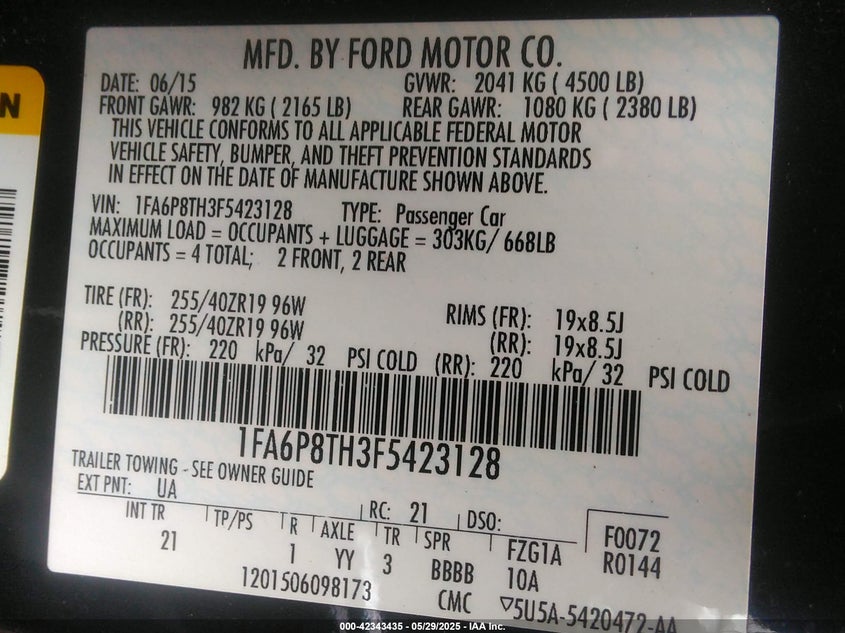 N
MFD. BY FORD MOTOR CO.
DATE: 06/15 GVWR: 2041 KG ( 4500 LB)
FRONT GAWR: 982 KG ( 2165 LB) REAR GAWR: 1080 KG ( 2380 LB)
THIS VEHICLE CONFORMS TO ALL APPLICABLE FEDERAL MOTOR
VEHICLE SAFETY, BUMPER, AND THEFT PREVENTION STANDARDS
IN EFFECT ON THE DATE OF MANUFACTURE SHOWN ABOVE.
VIN: 1FA6P8TH3F5423128 TYPE: Passenger Car
MAXIMUM LOAD = OCCUPANTS + LUGGAGE = 303KG/ 668LB
OCCUPANTS = 4 TOTAL; 2 FRONT, 2 REAR
TIRE (FR): 255/40ZR19 96W RIMS (FR): 19x8.5J
(RR): 255/40ZR19 96W (RR): 19x8.5J
PRESSURE (FR): 220 kPa/ 32 PSI COLD (RR): 220 kPa/ 32 PSI COLD
1FA6P8TH3F5423128
TRAILER TOWING - SEE OWNER GUIDE
EXT PNT: UA RC: 21 DSO:
INT TR TP/PS R AXLE TR SPR FZG1A F0072
21 1 YY 3 BBBB 10A R0144
1201506098173 CMC ▽5U5A-5420472-AA
000-42343435 - 05/29/2025 - IAA Inc.